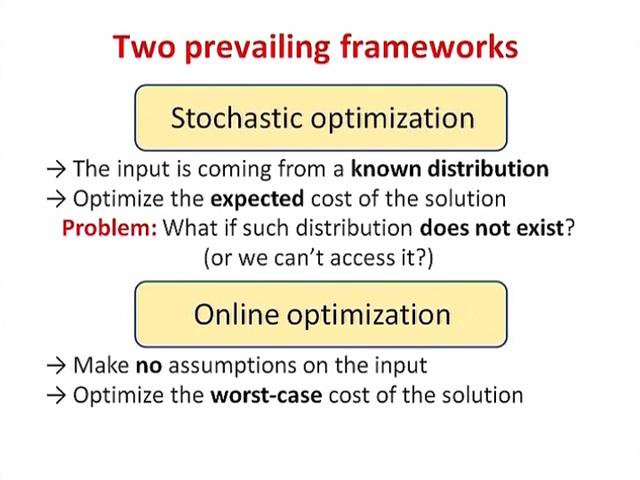 Two prevailing frameworks
Stochastic optimization
→ The input is coming from a known distribution
→ Optimize the expected cost of the solution
Problem: What if such distribution does not exist?
(or we can't access it?)
Online optimization
→ Make no assumptions on the input
→ Optimize the worst-case cost of the solution